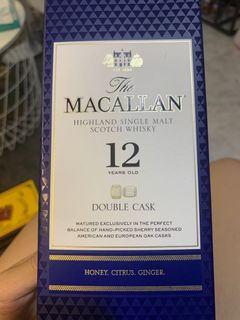 The
MACALLAN
HIGHLAND SINGLE MALT
SCOTCH WHISKY
12
YEARS OLD
DOUBLE CASK
MATURED EXCLUSIVELY IN THE PERFECT
BALANCE OF HAND-PICKED SHERRY SEASONED
AMERICAN AND EUROPEAN OAK CASKS
HONEY. CITRUS. GINGER.